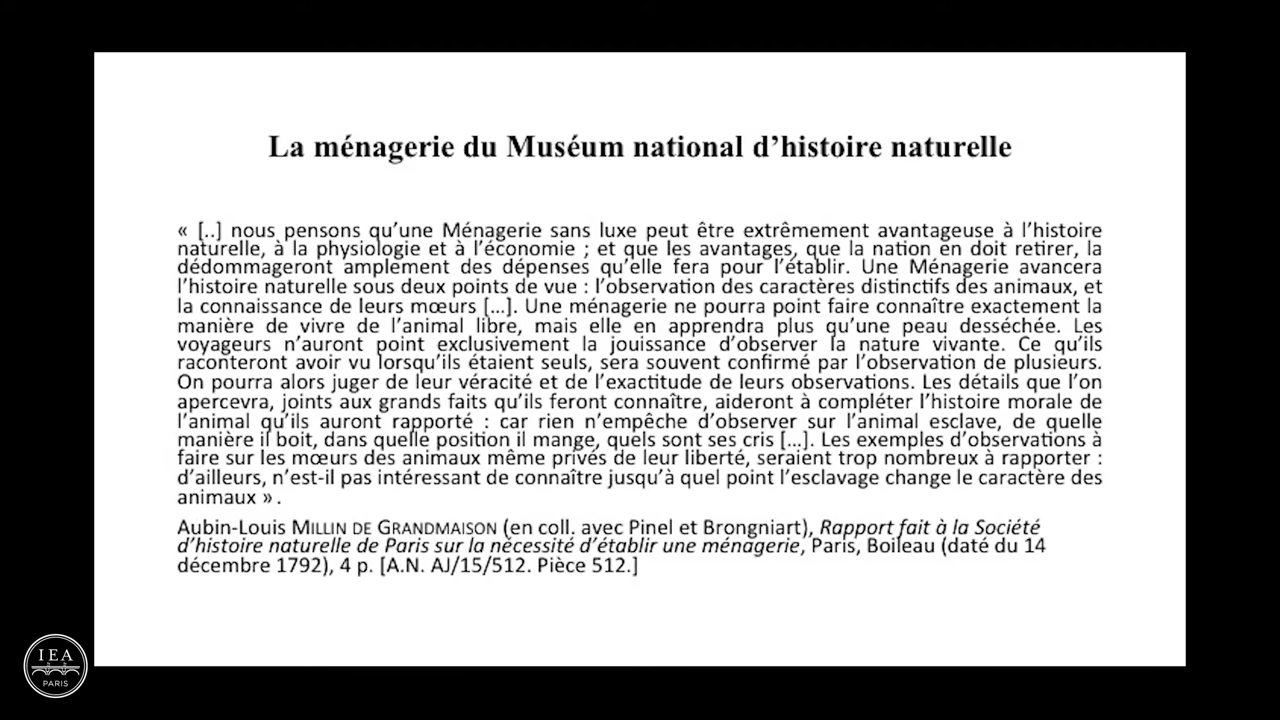 La ménagerie du Muséum national d’histoire naturelle
« [..] nous pensons qu’une Ménagerie sans luxe peut être extrêmement avantageuse à l’histoire
naturelle, à la physiologie et à l’économie ; et que les avantages, que la nation en doit retirer, la
dédommageront amplement des dépenses qu’elle fera pour l’établir. Une Ménagerie avancera
l’histoire naturelle sous deux points de vue : l’observation des caractères distinctifs des animaux, et
la connaissance de leurs mœurs […]. Une ménagerie ne pourra point faire connaître exactement la
manière de vivre de l’animal libre, mais elle en apprendra plus qu’une peau desséchée. Les
voyageurs n’auront point exclusivement la jouissance d’observer la nature vivante. Ce qu’ils
raconteront avoir vu lorsqu’ils étaient seuls, sera souvent confirmé par l’observation de plusieurs.
On pourra alors juger de leur véracité et de l’exactitude de leurs observations. Les détails que l’on
apercevra, joints aux grands faits qu’ils feront connaître, aideront à compléter l’histoire morale de
l’animal qu’ils auront rapporté : car rien n’empêche d’observer sur l’animal esclave, de quelle
manière il boit, dans quelle position il mange, quels sont ses cris […]. Les exemples d’observations à
faire sur les mœurs des animaux même privés de leur liberté, seraient trop nombreux à rapporter :
d’ailleurs, n’est-il pas intéressant de connaître jusqu’à quel point l’esclavage change le caractère des
animaux » .
Aubin-Louis MILLIN DE GRANDMAISON (en coll. avec Pinel et Brongniart), Rapport fait à la Société
d’histoire naturelle de Paris sur la nécessité d’établir une ménagerie, Paris, Boileau (daté du 14
décembre 1792), 4 p. [A.N. AJ/15/512. Pièce 512.]
IEA
PARIS